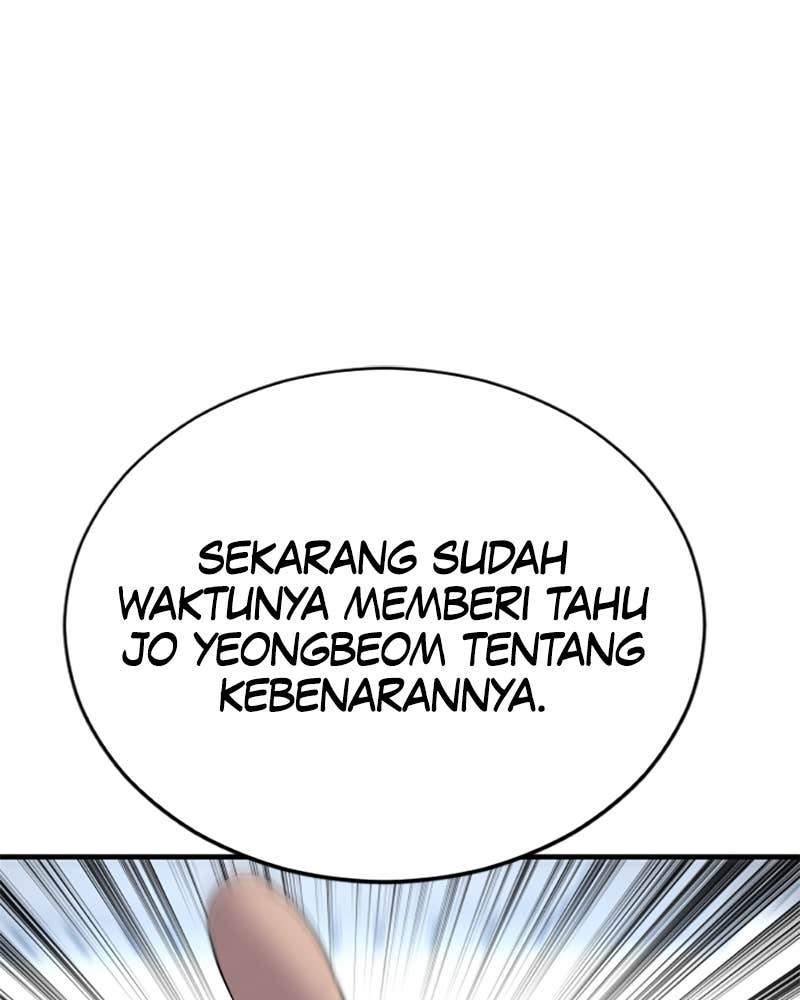 SEKARANG SUDAH
WAKTUNYA MEMBERI TAHU
JO YEONGBEOM TENTANG
KEBENARANNYA.